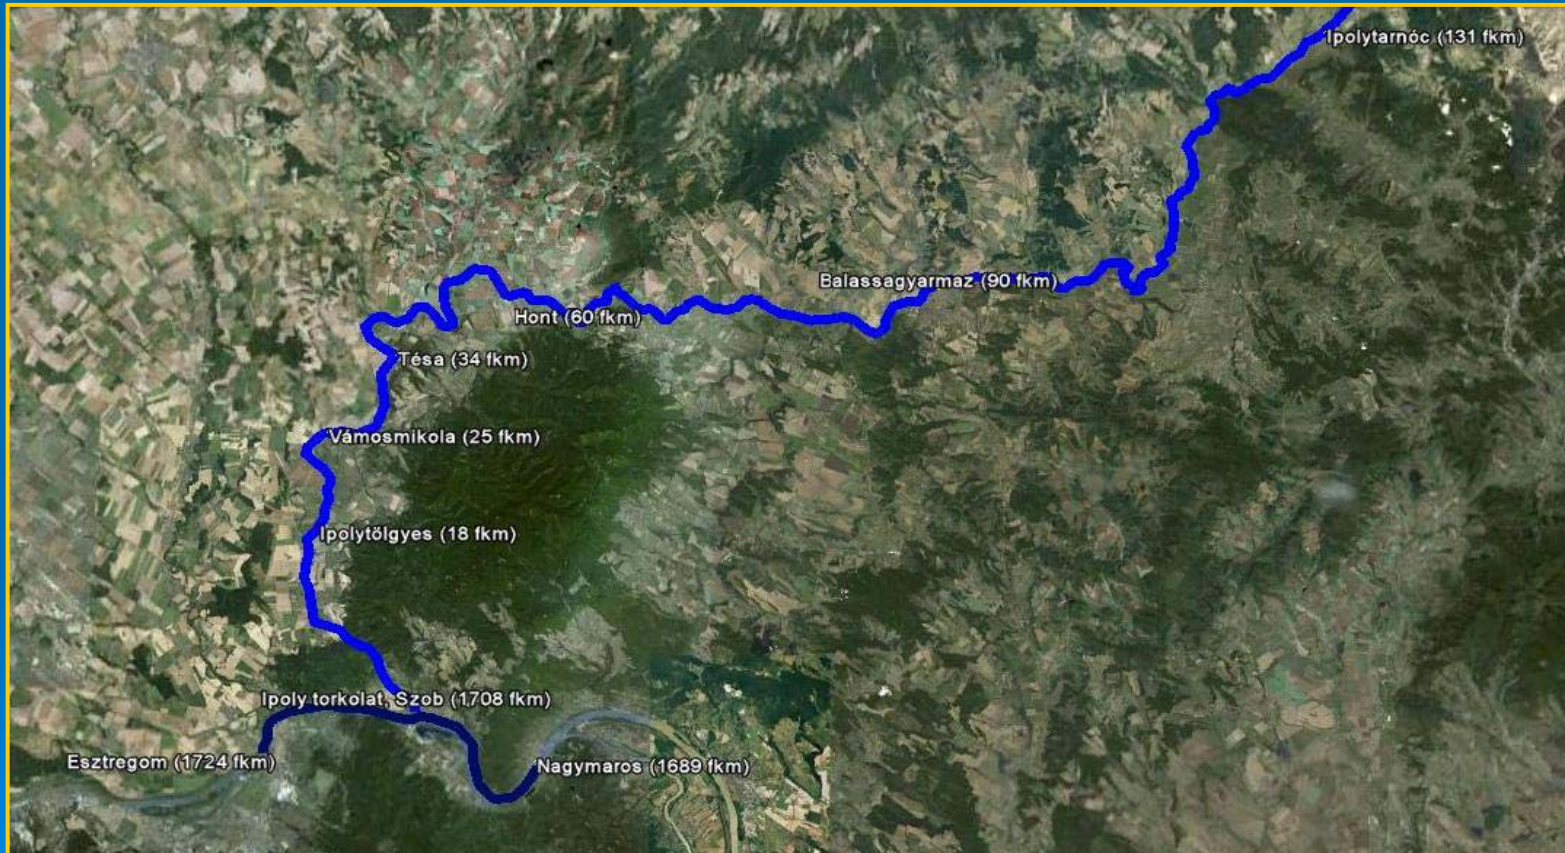 Ipolytarnóc (131 fkm)
Balassagyarmaz (90 fkm)
Hont (60 fkm)
Tésa (34 fkm)
Vámosmikola (25 fkm)
Ipolytölgyes (18 fkm)
Ipoly torkolat, Szob (1708 fkm)
Esztregom (1724 fkm)
Nagymaros (1689 fkm)